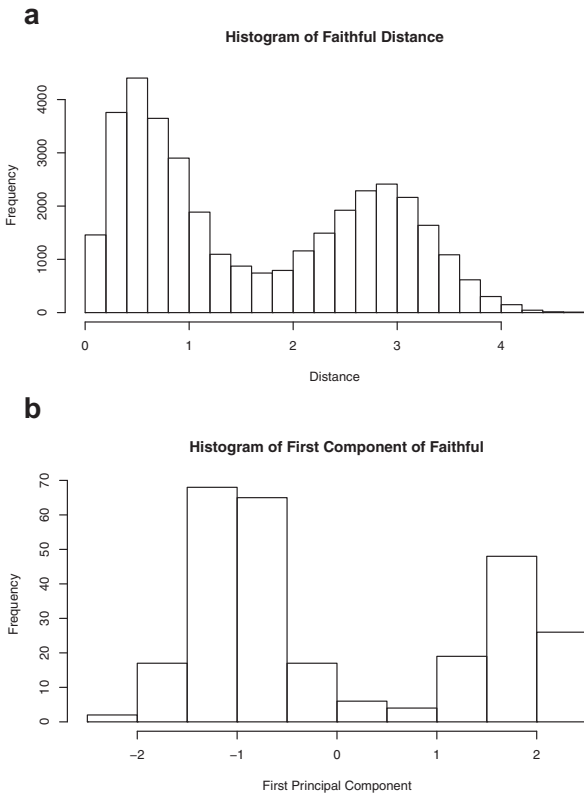 a
Histogram of Faithful Distance
Frequency
4000
3000
2000
1000
0
0 1 2 3 4
Distance
b
Histogram of First Component of Faithful
Frequency
70
60
50
40
30
20
10
0
−2 −1 0 1 2
First Principal Component